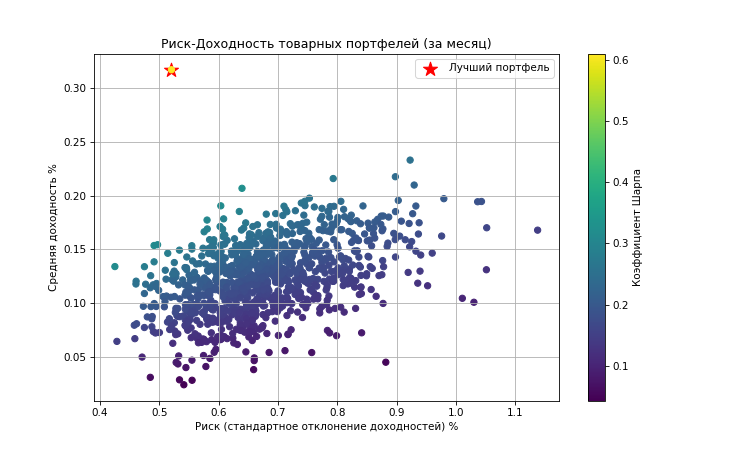 Риск-Доходность товарных портфелей (за месяц)
Лучший портфель
Средняя доходность %
0.30
0.25
0.20
0.15
0.10
0.05
0.4 0.5 0.6 0.7 0.8 0.9 1.0 1.1
Риск (стандартное отклонение доходностей) %
0.6
0.5
0.4
0.3
0.2
0.1
Коэффициент Шарпа